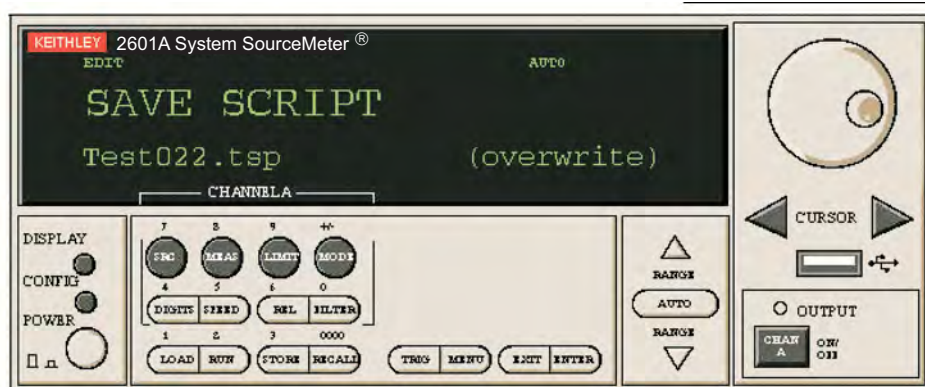 KEITHLEY 2601A System SourceMeter ®
EDIT AUTO
SAVE SCRIPT
Test022.tsp (overwrite)
CHANNELA
7 8 9 +/-
SRC MEAS LIMIT MODE
4 5 6 0
DIGITS SPEED REL FILTER
1 2 3 0000
LOAD RUN STORE RECALL
TRIG MENU EXIT ENTER
DISPLAY
CONFIG
POWER
RANGE
AUTO
RANGE
CURSOR
OUTPUT
CHAN A
ON/OFF